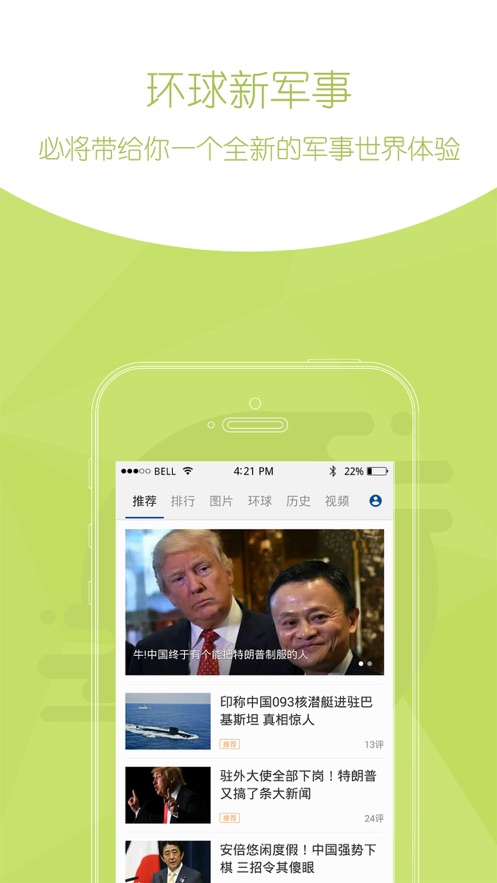 环球新军事
必将带给你一个全新的军事世界体验
BELL 4:21 PM 22%
推荐 排行 图片 环球 历史 视频
牛!中国终于有个能把特朗普制服的人
印称中国093核潜艇进驻巴
基斯坦 真相惊人
推荐 13评
驻外大使全部下岗！特朗普
又搞了条大新闻
推荐 24评
安倍悠闲度假！中国强势下
棋 三招令其傻眼